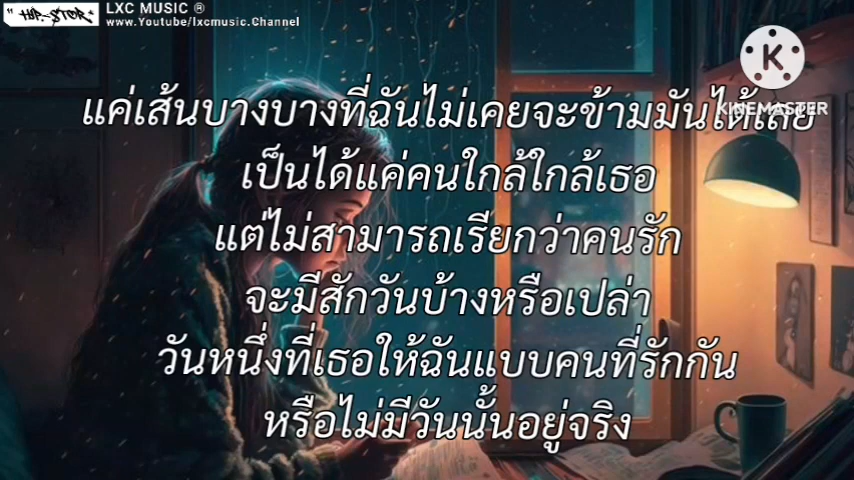 " HIP-STOR "
LXC MUSIC ®
www.Youtube/lxcmusic.Channel
KINEMASTER
แค่เส้นบางบางที่ฉันไม่เคยจะข้ามมันได้เลย
เป็นได้แค่คนใกล้ใกล้เธอ
แต่ไม่สามารถเรียกว่าคนรัก
จะมีสักวันบ้างหรือเปล่า
วันหนึ่งที่เธอให้ฉันแบบคนที่รักกัน
หรือไม่มีวันนั้นอยู่จริง